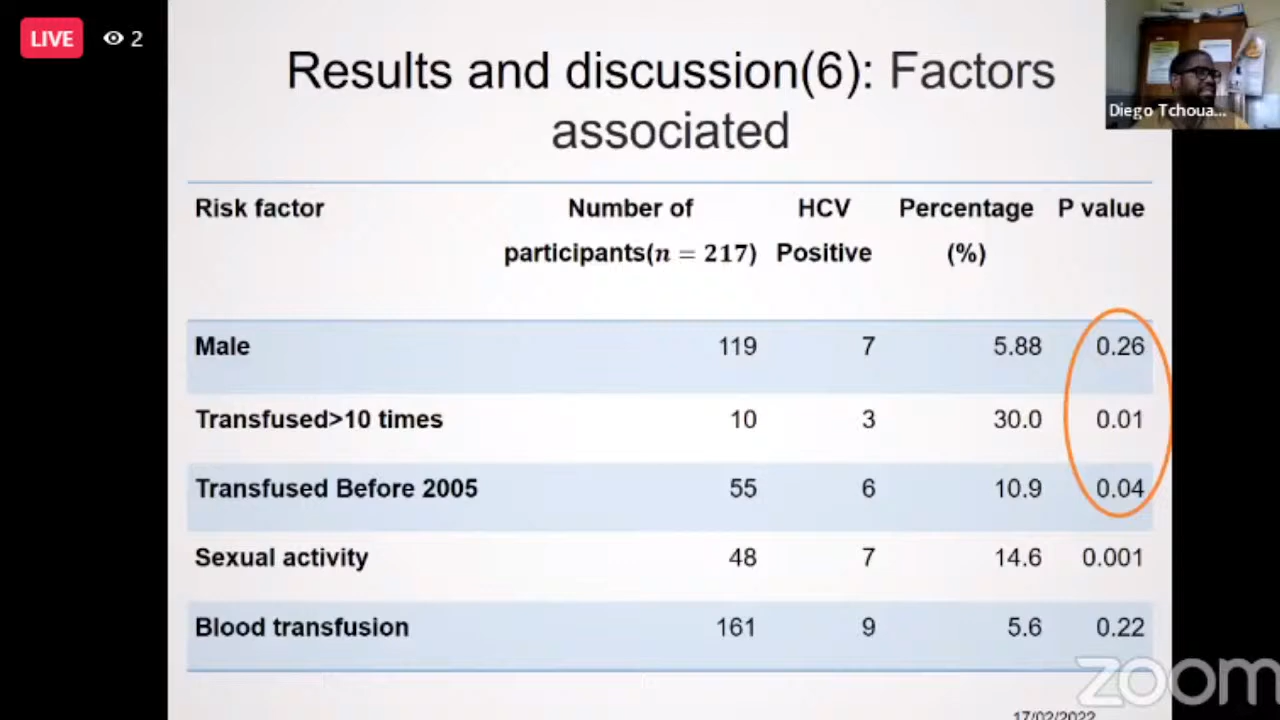 LIVE 2
Results and discussion(6): Factors
associated
Diego Tchoua...
Risk factor Number of HCV Percentage P value
participants(n = 217) Positive (%)
Male 119 7 5.88 0.26
Transfused>10 times 10 3 30.0 0.01
Transfused Before 2005 55 6 10.9 0.04
Sexual activity 48 7 14.6 0.001
Blood transfusion 161 9 5.6 0.22
zoom
17/02/2022